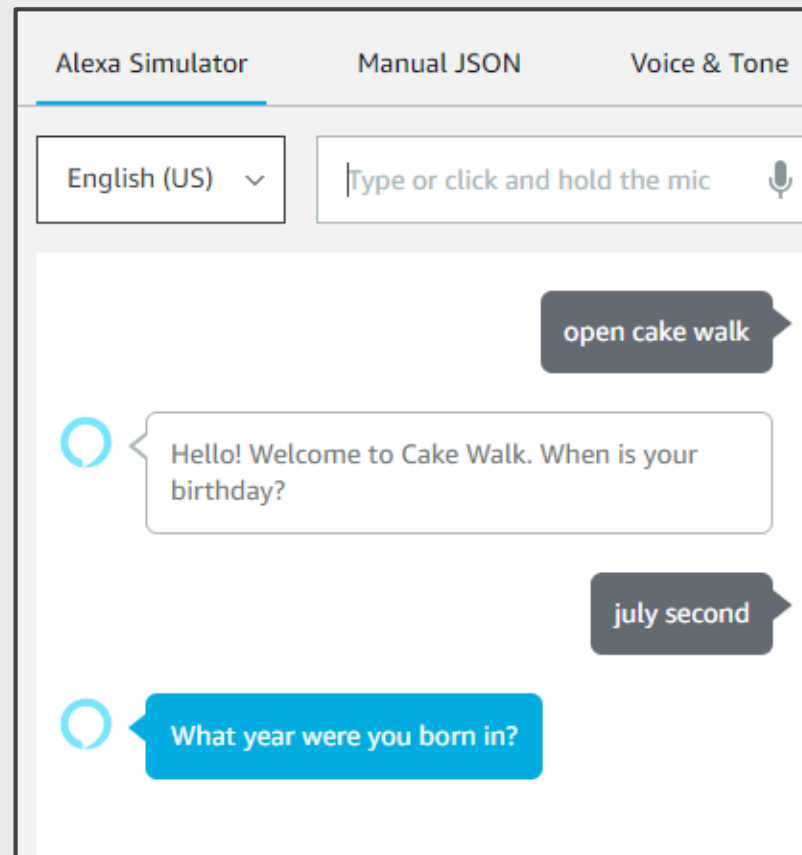 Alexa Simulator Manual JSON Voice & Tone
English (US) Type or click and hold the mic
open cake walk
Hello! Welcome to Cake Walk. When is your
birthday?
july second
What year were you born in?